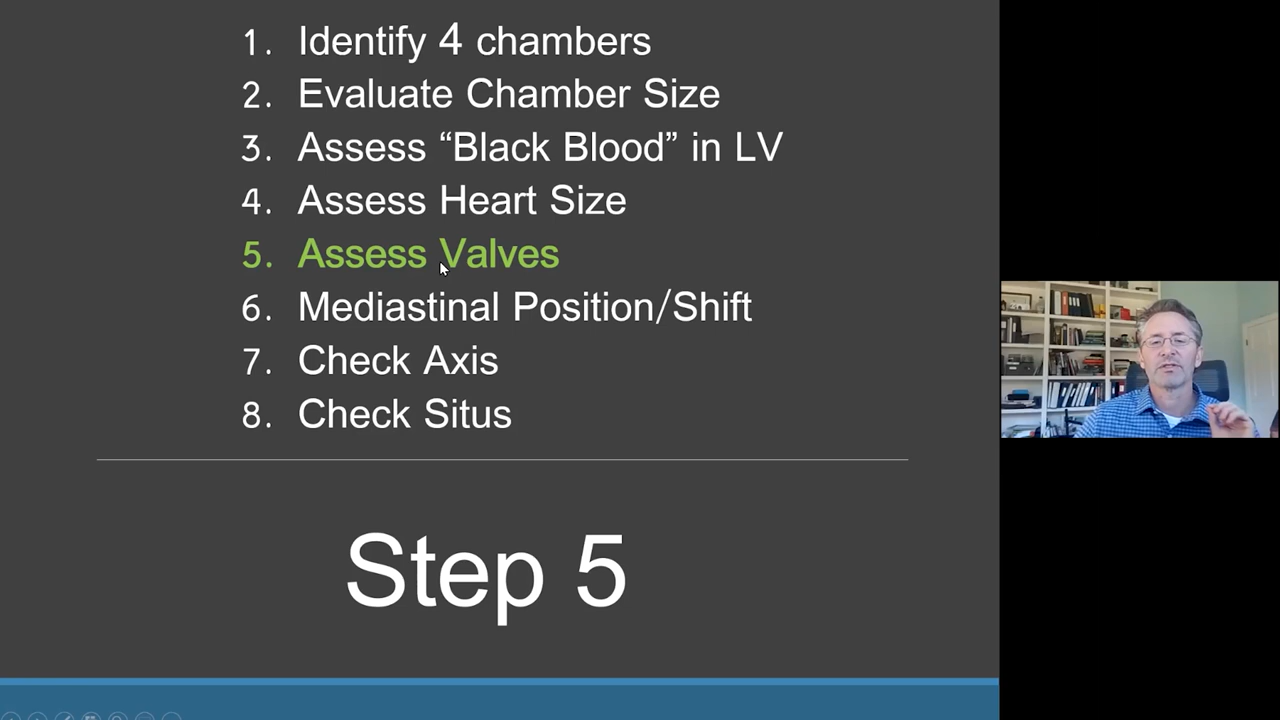 1. Identify 4 chambers
2. Evaluate Chamber Size
3. Assess “Black Blood” in LV
4. Assess Heart Size
5. Assess Valves
6. Mediastinal Position/Shift
7. Check Axis
8. Check Situs
Step 5